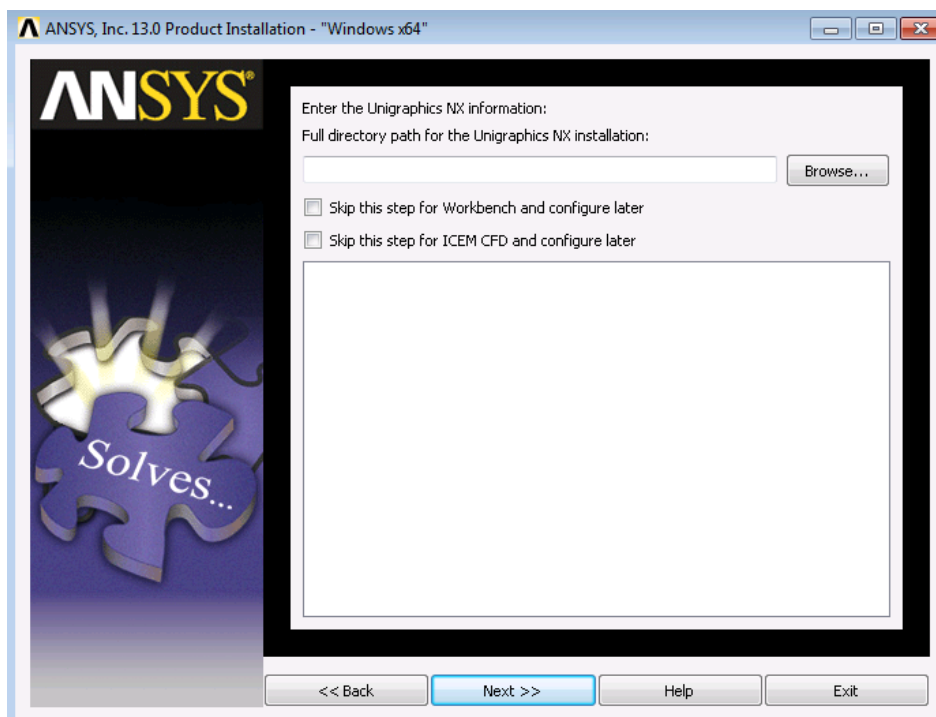 ANSYS, Inc. 13.0 Product Installation - "Windows x64"
ANSYS®
Enter the Unigraphics NX information:
Full directory path for the Unigraphics NX installation:
Browse...
Skip this step for Workbench and configure later
Skip this step for ICEM CFD and configure later
Solves...
<< Back
Next >>
Help
Exit